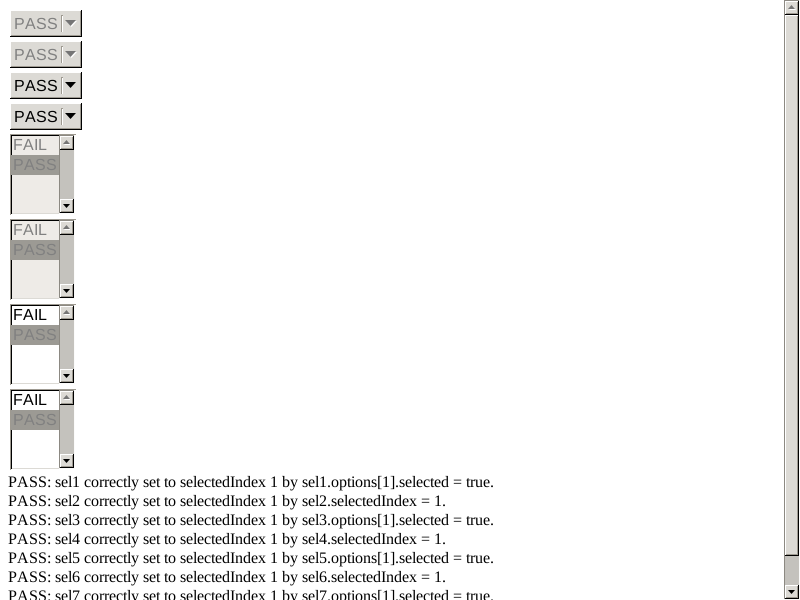 PASS
PASS
PASS
PASS
FAIL
PASS
FAIL
PASS
FAIL
PASS
FAIL
PASS
PASS: sel1 correctly set to selectedIndex 1 by sel1.options[1].selected = true.
PASS: sel2 correctly set to selectedIndex 1 by sel2.selectedIndex = 1.
PASS: sel3 correctly set to selectedIndex 1 by sel3.options[1].selected = true.
PASS: sel4 correctly set to selectedIndex 1 by sel4.selectedIndex = 1.
PASS: sel5 correctly set to selectedIndex 1 by sel5.options[1].selected = true.
PASS: sel6 correctly set to selectedIndex 1 by sel6.selectedIndex = 1.
PASS: sel7 correctly set to selectedIndex 1 by sel7.options[1].selected = true.